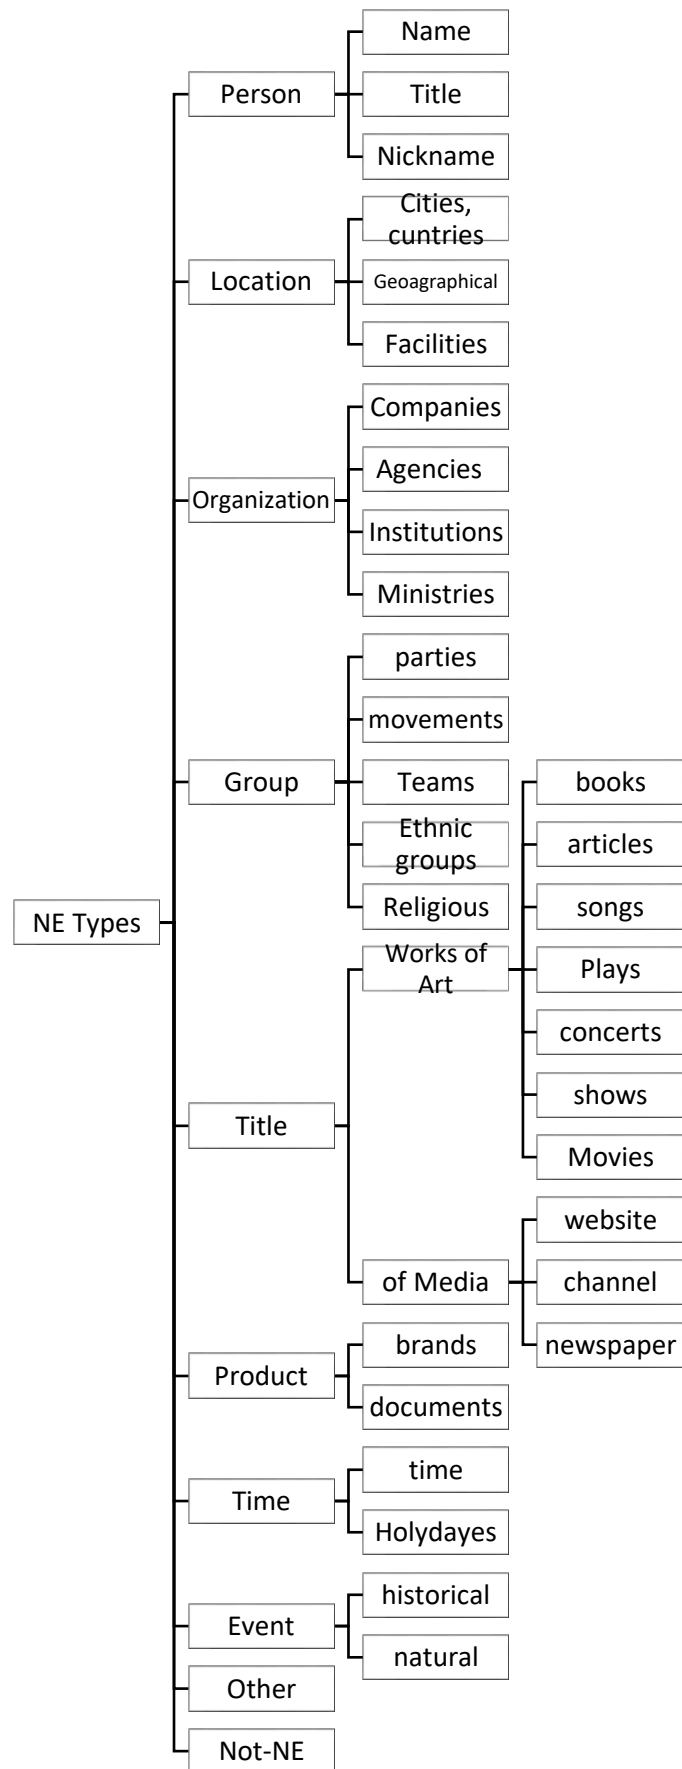 Name
Person
Title
Nickname
Cities,
cuntries
Location
Geoagraphical
Facilities
Companies
Agencies
Organization
Institutions
Ministries
parties
movements
Group
Teams
books
Ethnic
groups
articles
NE Types
Religious
songs
Works of
Art
Plays
concerts
shows
Title
Movies
website
of Media
channel
brands
newspaper
Product
documents
time
Time
Holydayes
historical
Event
natural
Other
Not-NE